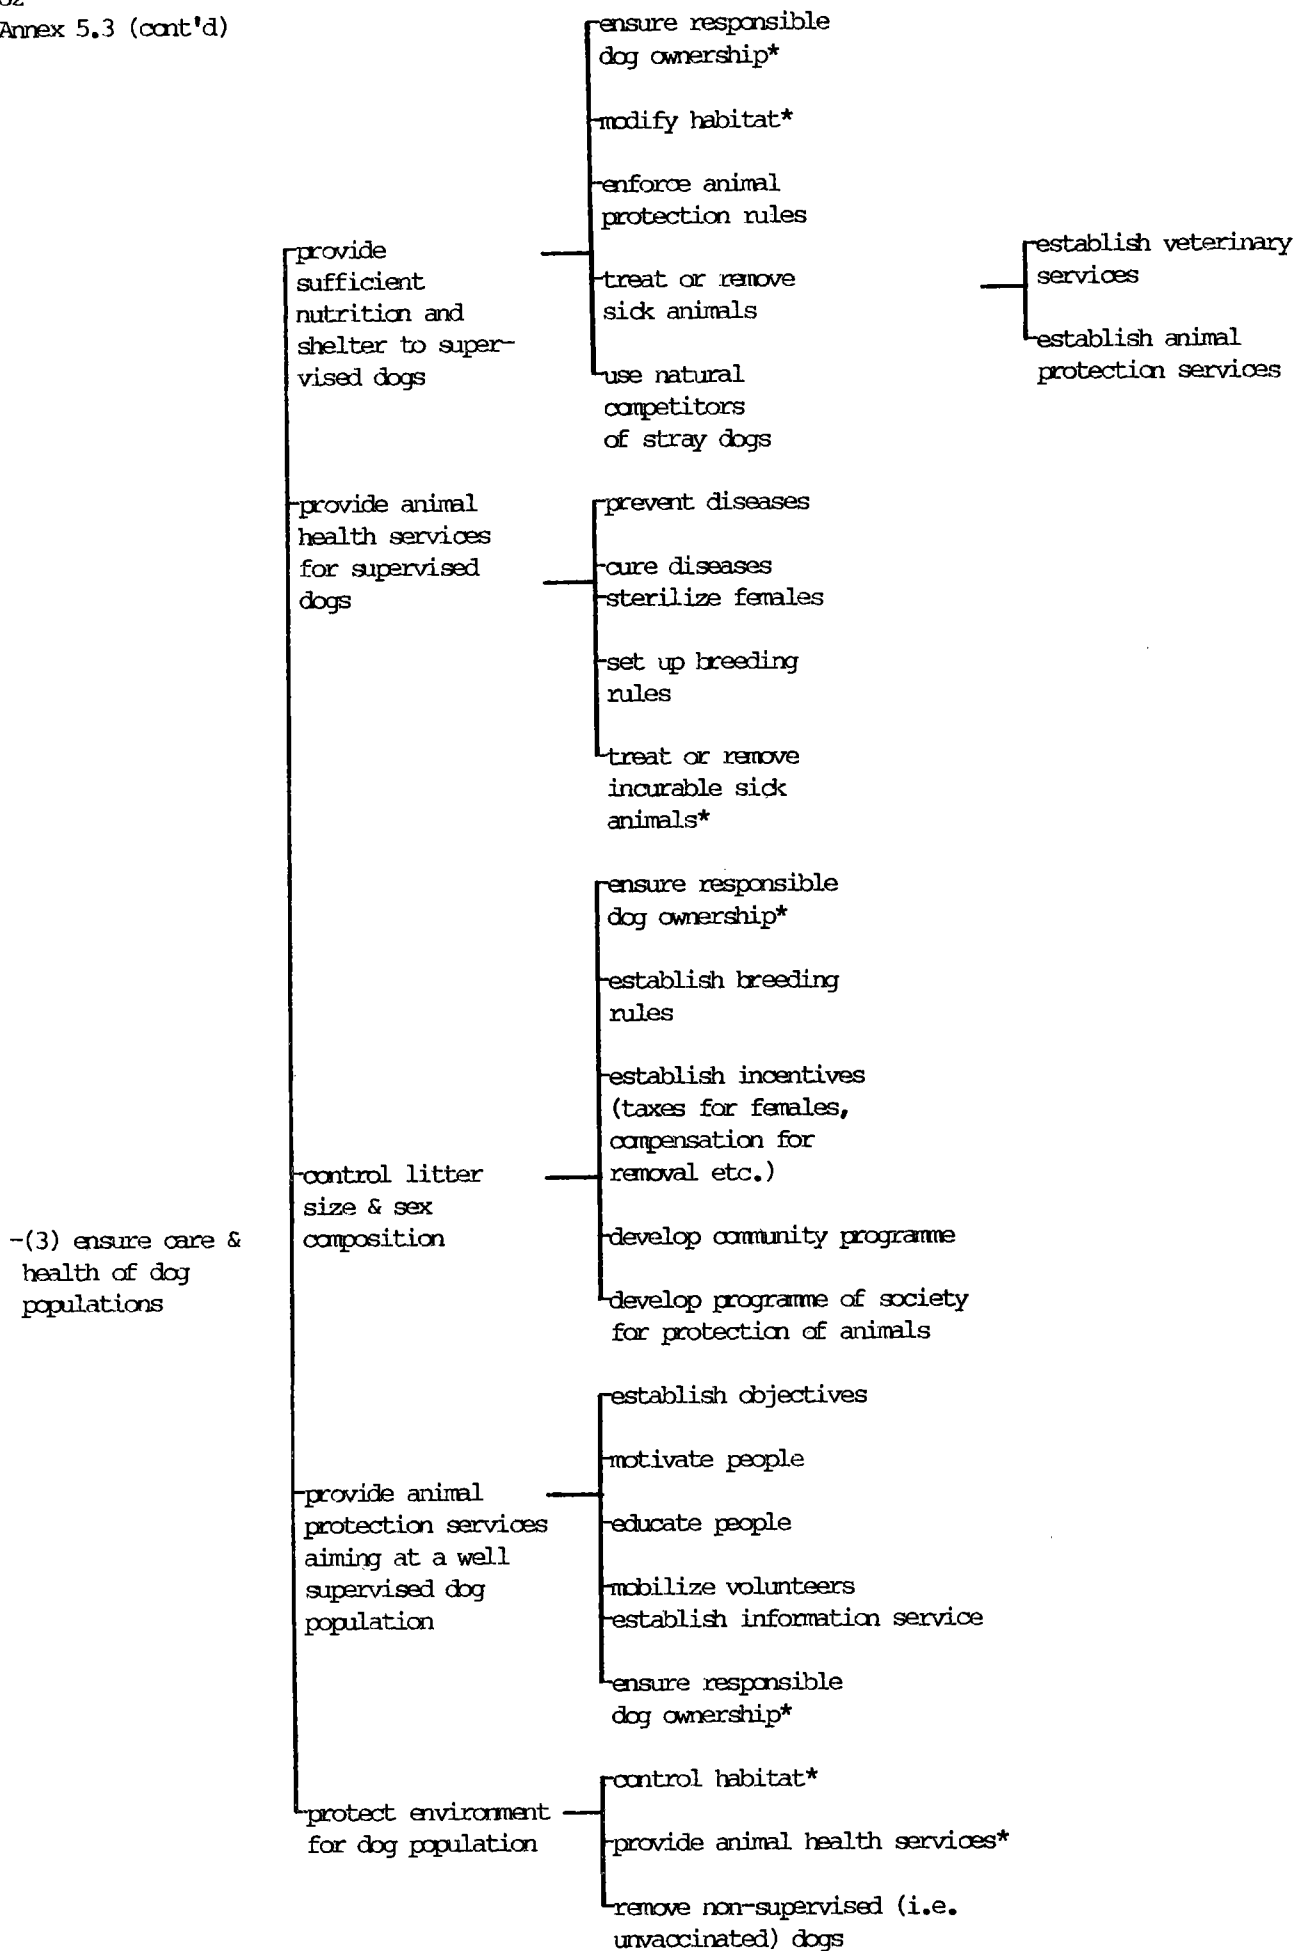 Annex 5.3 (cont'd)
ensure responsible
dog ownership*
modify habitat*
enforce animal
protection rules
provide
sufficient
nutrition and
shelter to super-
vised dogs
treat or remove
sick animals
establish veterinary
services
establish animal
protection services
use natural
competitors
of stray dogs
provide animal
health services
for supervised
dogs
prevent diseases
cure diseases
sterilize females
set up breeding
rules
treat or remove
incurable sick
animals*
ensure responsible
dog ownership*
establish breeding
rules
establish incentives
(taxes for females,
compensation for
removal etc.)
control litter
size & sex
composition
-(3) ensure care &
health of dog
populations
develop community programme
develop programme of society
for protection of animals
establish objectives
motivate people
provide animal
protection services
aiming at a well
supervised dog
population
educate people
mobilize volunteers
establish information service
ensure responsible
dog ownership*
control habitat*
protect environment
for dog population
provide animal health services*
remove non-supervised (i.e.
unvaccinated) dogs